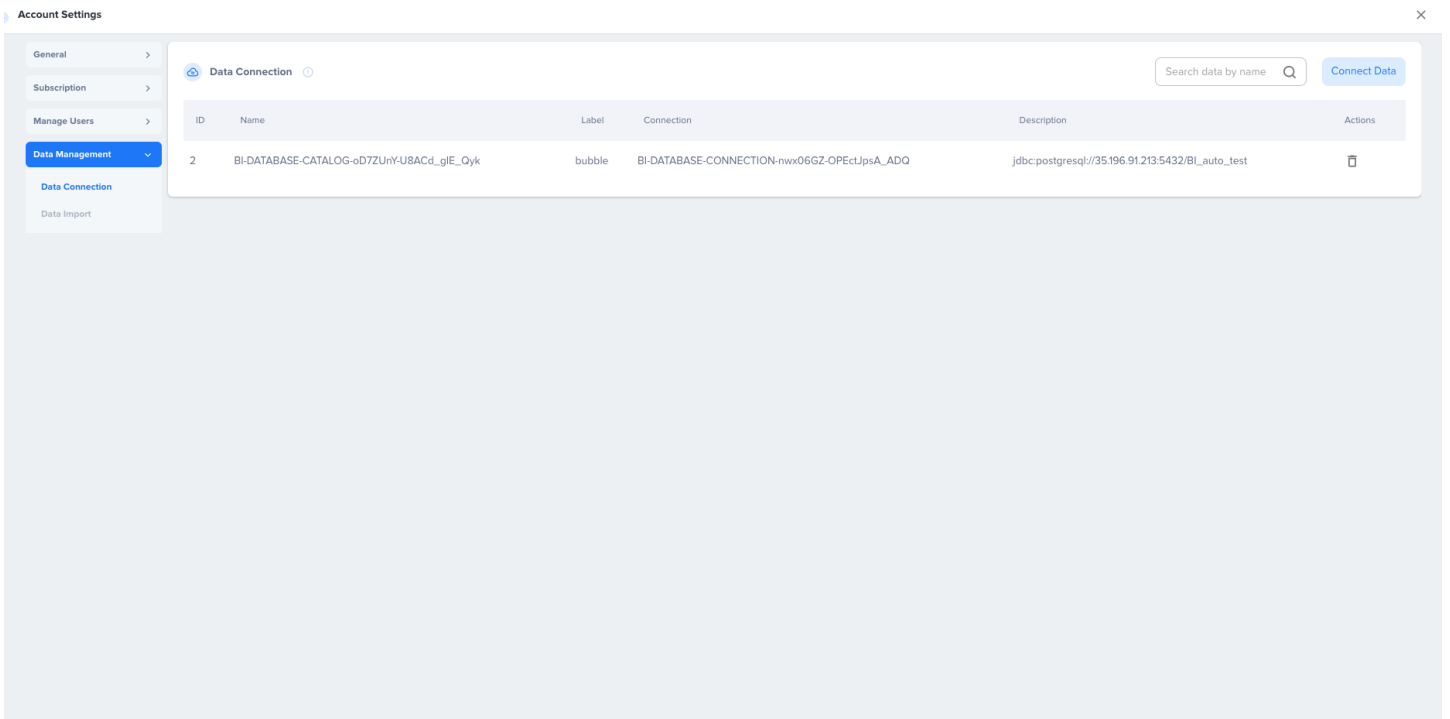 Account Settings
General
Subscription
Manage Users
Data Management
Data Connection
Data Import
Data Connection
Search data by name
Connect Data
ID Name Label Connection Description Actions
2 BI-DATABASE-CATALOG-oD7ZUnY-U8ACd_gIE_Qyk bubble BI-DATABASE-CONNECTION-nwx06GZ-OPEctJpsA_ADQ jdbc:postgresql://35.196.91.213:5432/BI_auto_test